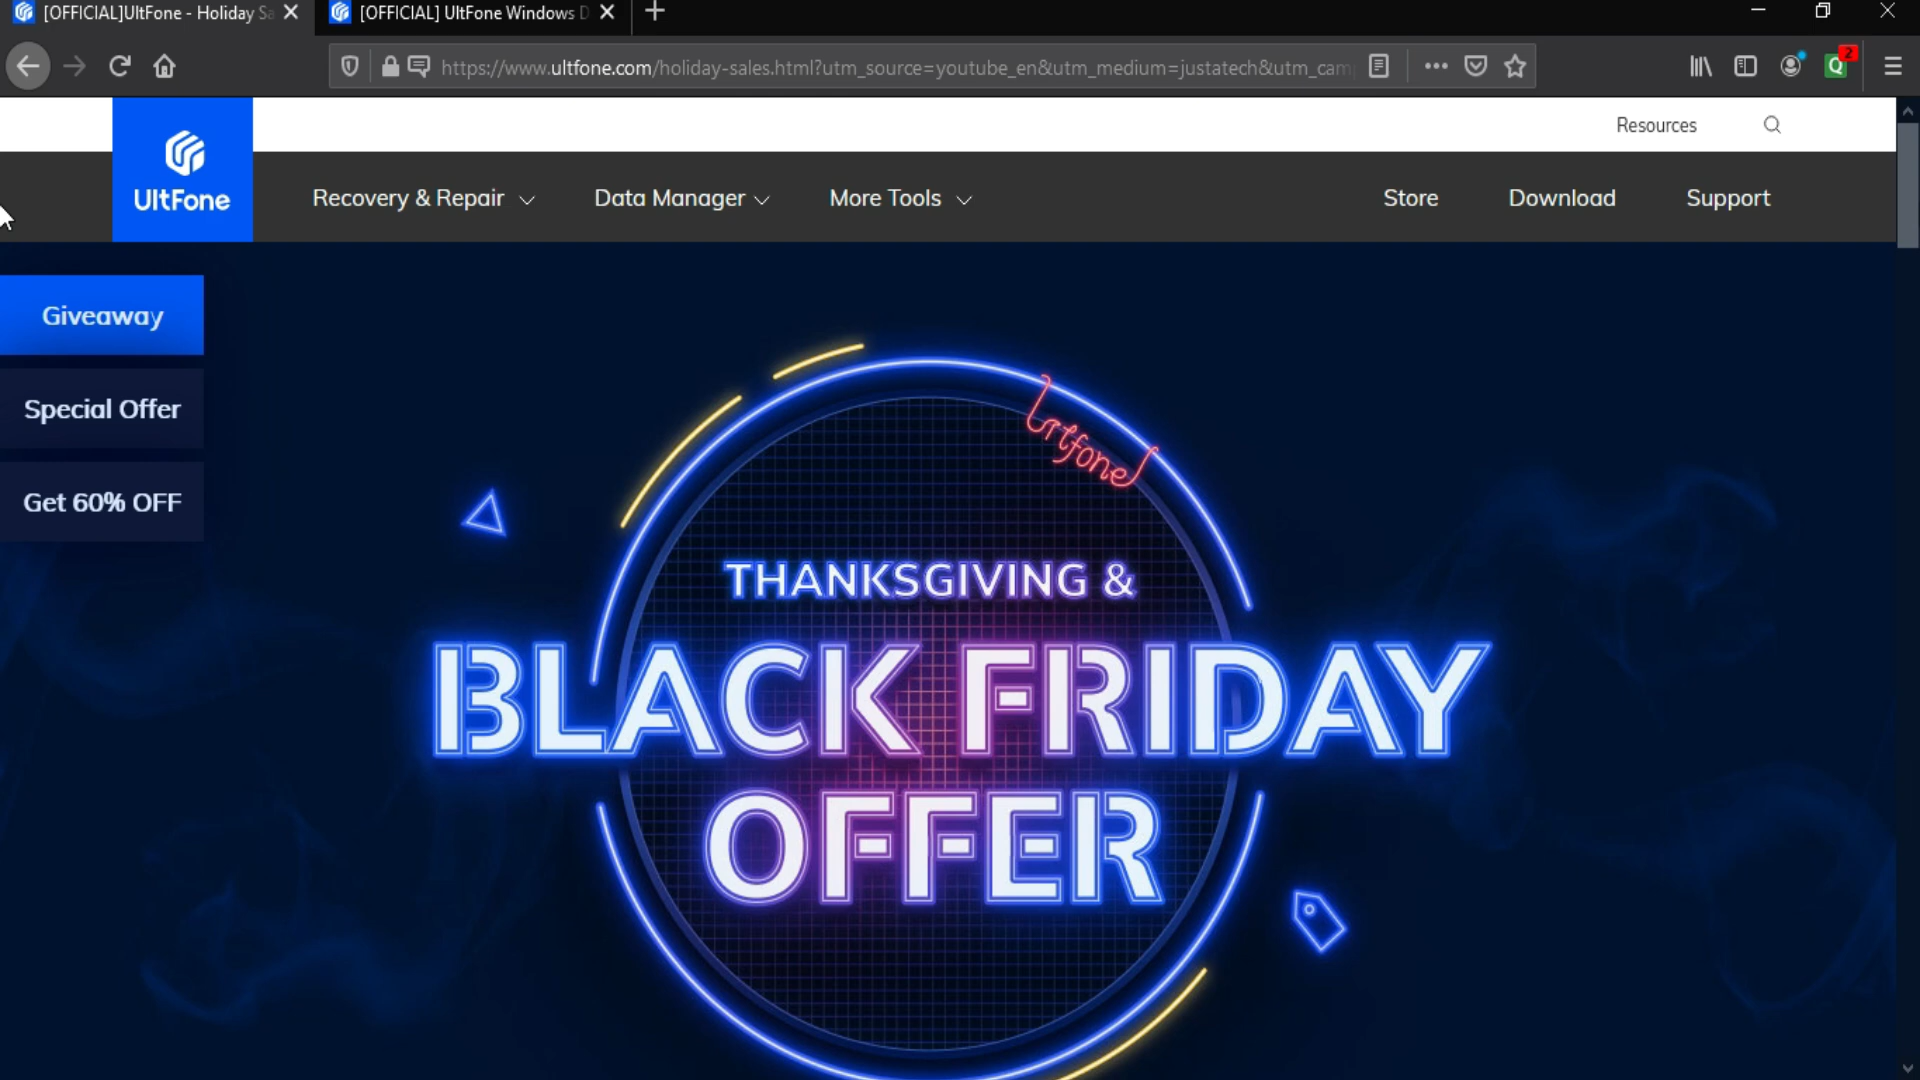 [OFFICIAL]UltFone - Holiday Sa
[OFFICIAL] UltFone Windows D
https://www.ultfone.com/holiday-sales.html?utm_source=youtube_en&utm_medium=justatech&utm_cam
2
Q
Resources
UltFone
Recovery & Repair
Data Manager
More Tools
Store
Download
Support
Giveaway
Special Offer
Get 60% OFF
Ultfone
THANKSGIVING &
BLACK FRIDAY
OFFER